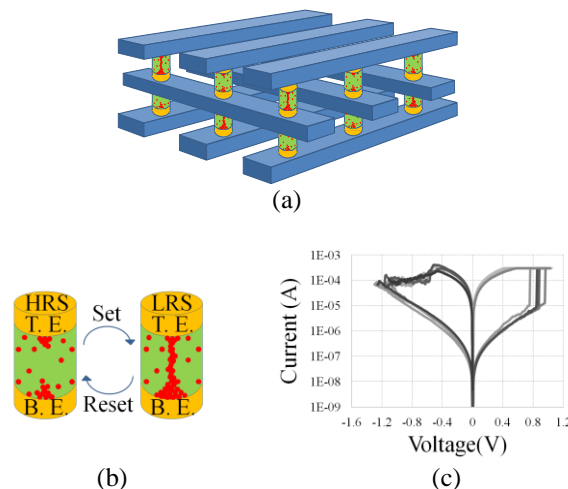 (a)
HRS
T. E.
B. E.
Set
Reset
LRS
T. E.
B. E.
(b)
1E-03
1E-04
1E-05
1E-06
1E-07
1E-08
1E-09
Current (A)
-1.6 -1.2 -0.8 -0.4 0 0.4 0.8 1.2
Voltage(V)
(c)